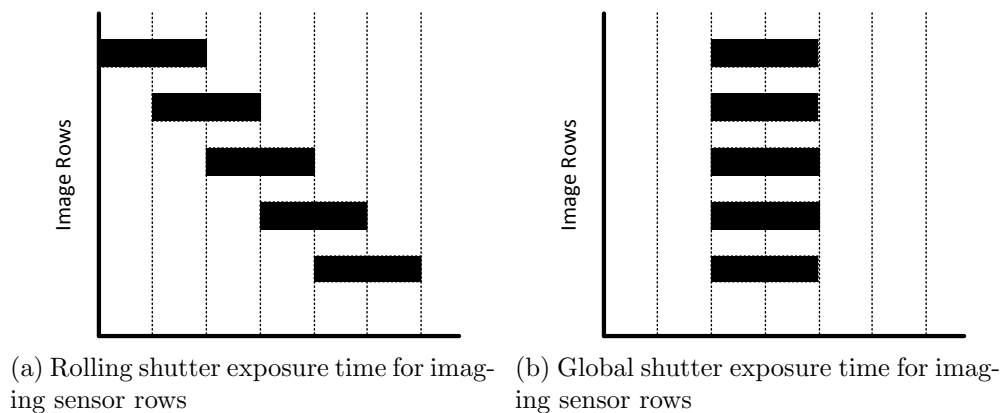 Image Rows
Image Rows
(a) Rolling shutter exposure time for imag-
ing sensor rows
(b) Global shutter exposure time for imag-
ing sensor rows